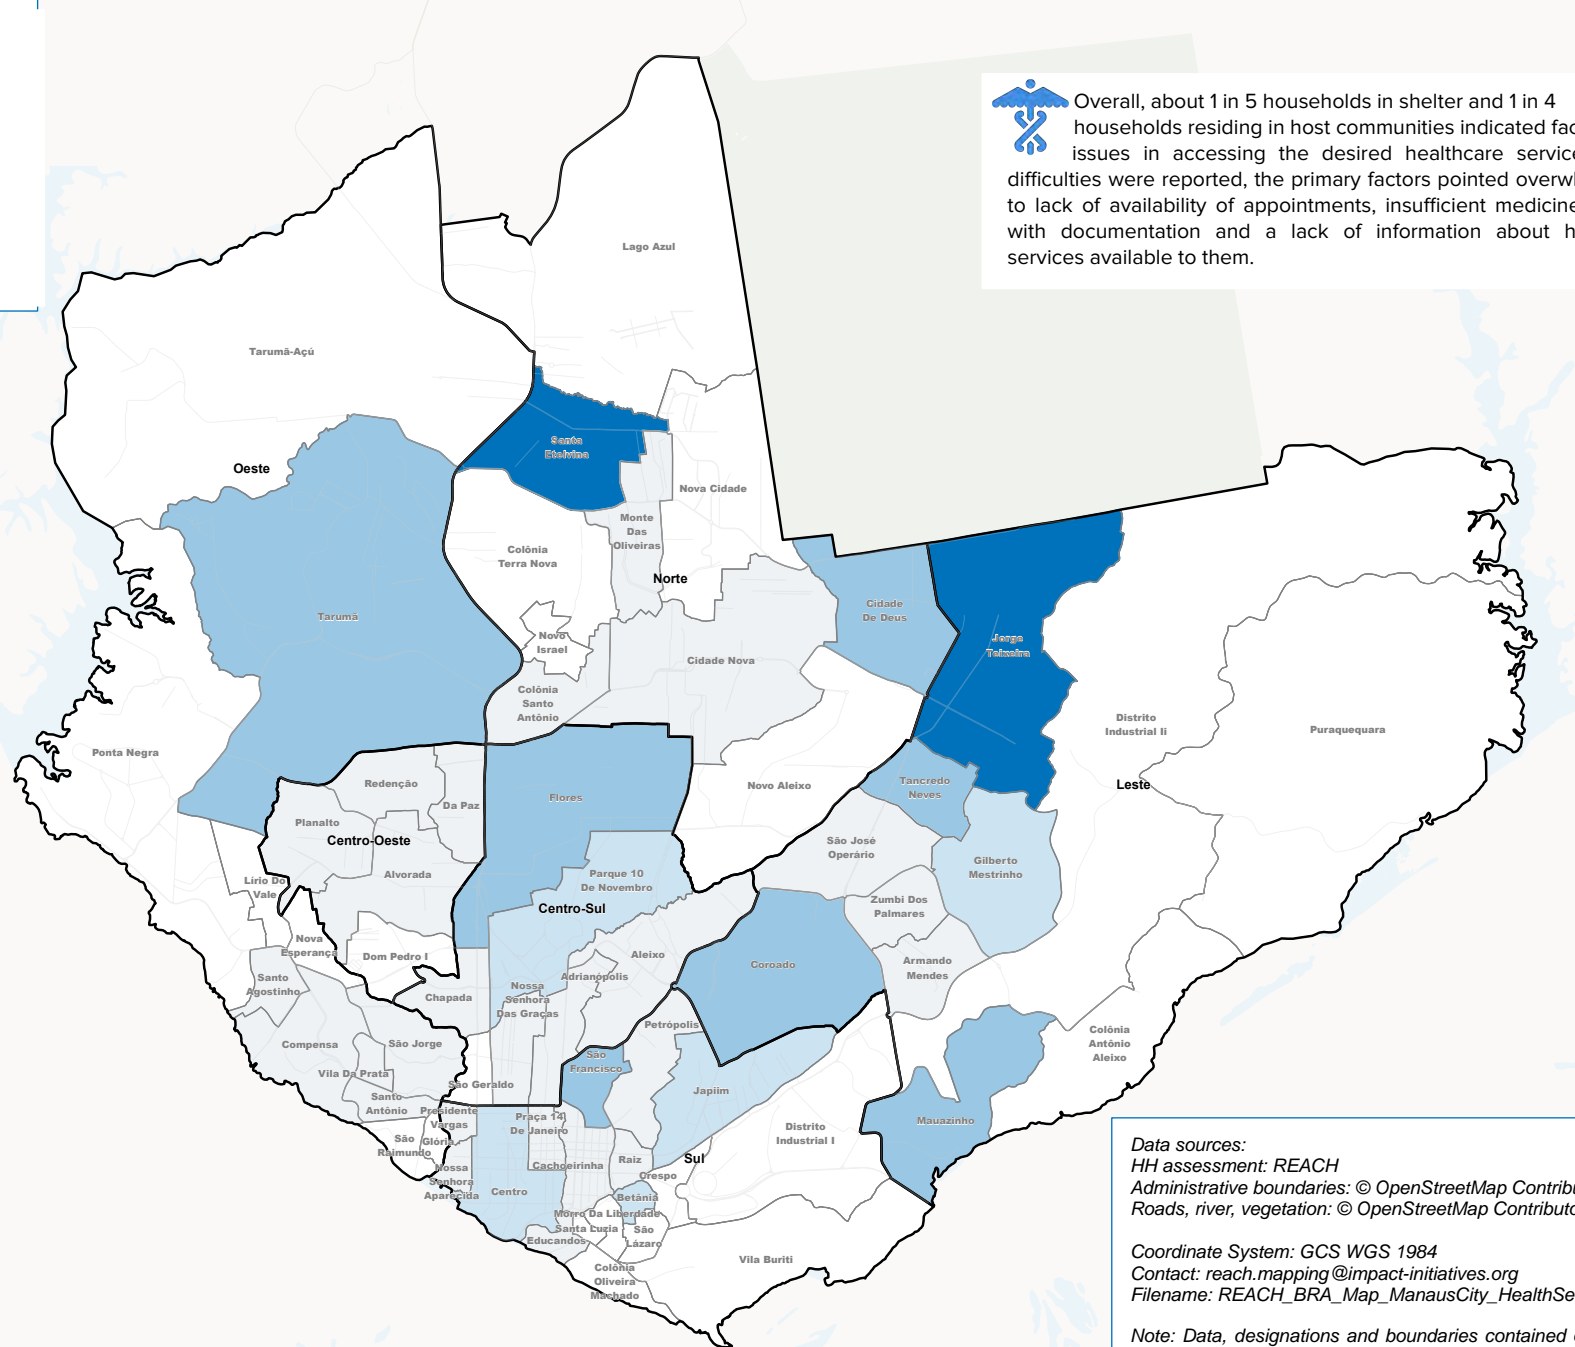 Overall, about 1 in 5 households in shelter and 1 in 4
households residing in host communities indicated
issues in accessing the desired healthcare
difficulties were reported, the primary factors pointed
to lack of availability of appointments, insufficient
with documentation and a lack of information about
services available to them.
Lago Azul
Tarumã-Açú
Santa
Etelvina
Oeste
Nova Cidade
Monte
Das
Oliveiras
Colônia
Terra Nova
Norte
Cidade
De Deus
Tarumã
Jorge
Teixeira
Novo
Israel
Cidade Nova
Colônia
Santo
Antônio
Distrito
Industrial Ii
Puraquequara
Ponta Negra
Redenção
Da Paz
Flores
Novo Aleixo
Tancredo
Neves
Leste
Planalto
Centro-Oeste
São José
Operário
Gilberto
Mestrinho
Alvorada
Parque 10
De Novembro
Lírio Do
Vale
Zumbi Dos
Palmares
Centro-Sul
Nova
Esperança
Dom Pedro I
Aleixo
Armando
Mendes
Coroado
Santo
Agostinho
Adrianópolis
Chapada
Nossa
Senhora
Das Graças
Petrópolis
Compensa
São Jorge
Colônia
Antônio
Aleixo
São
Francisco
Vila Da Prata
São Geraldo
Japiim
Santo
Antônio
Presidente
Vargas
Praça 14
De Janeiro
Mauazinho
Distrito
Industrial I
São
Raimundo
Glória
Sul
Raiz
Cachoeirinha
Nossa
Senhora
Aparecida
Crespo
Centro
Betânia
Morro Da Liberdade
Santa Luzia
São
Lázaro
Educandos
Vila Buriti
Colônia
Oliveira
Machado
Data sources:
HH assessment: REACH
Administrative boundaries: © OpenStreetMap
Roads, river, vegetation: © OpenStreetMap
Coordinate System: GCS WGS 1984
Contact: reach.mapping@impact-initiatives.org
Filename: REACH_BRA_Map_ManausCity_HealthSe
Note: Data, designations and boundaries contained